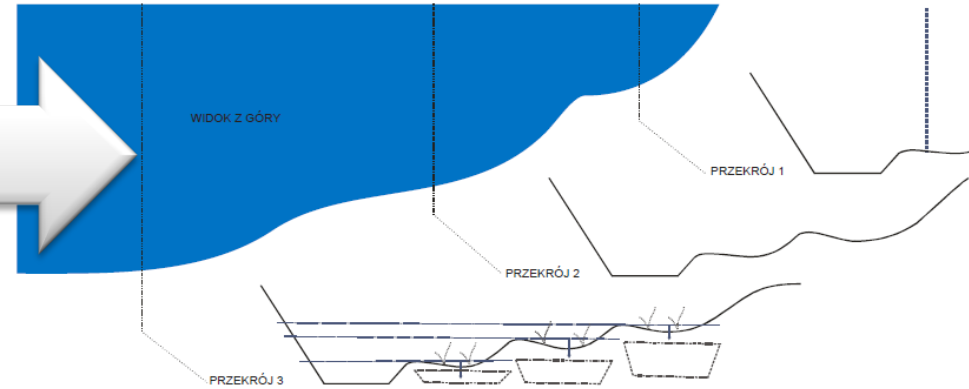 WIDOK Z GÓRY
PRZEKRÓJ 1
PRZEKRÓJ 2
PRZEKRÓJ 3